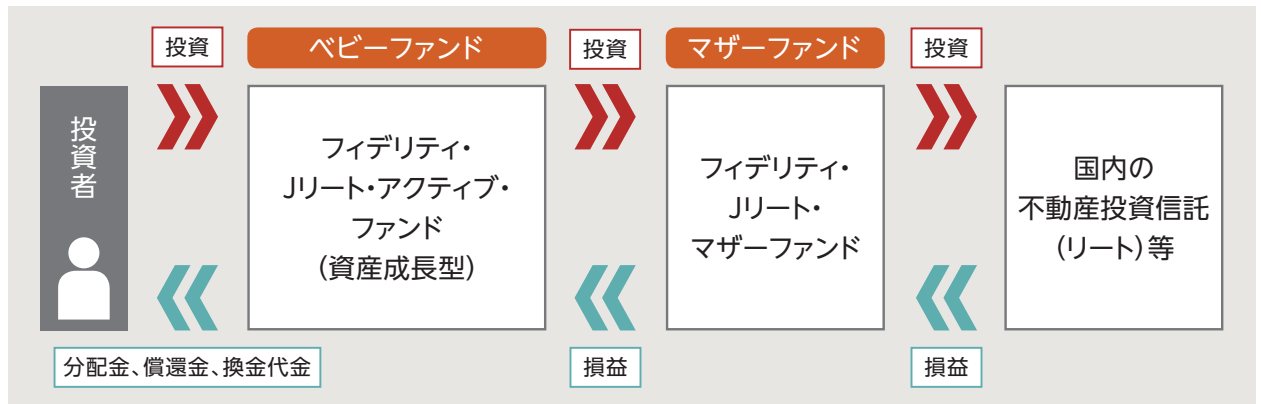 投資
ベビーファンド
投資
マザーファンド
投資
投資者
フィデリティ・
Jリート・アクティブ・
ファンド
(資産成長型)
フィデリティ・
Jリート・
マザーファンド
国内の
不動産投資信託
(リート)等
分配金、償還金、換金代金
損益
損益